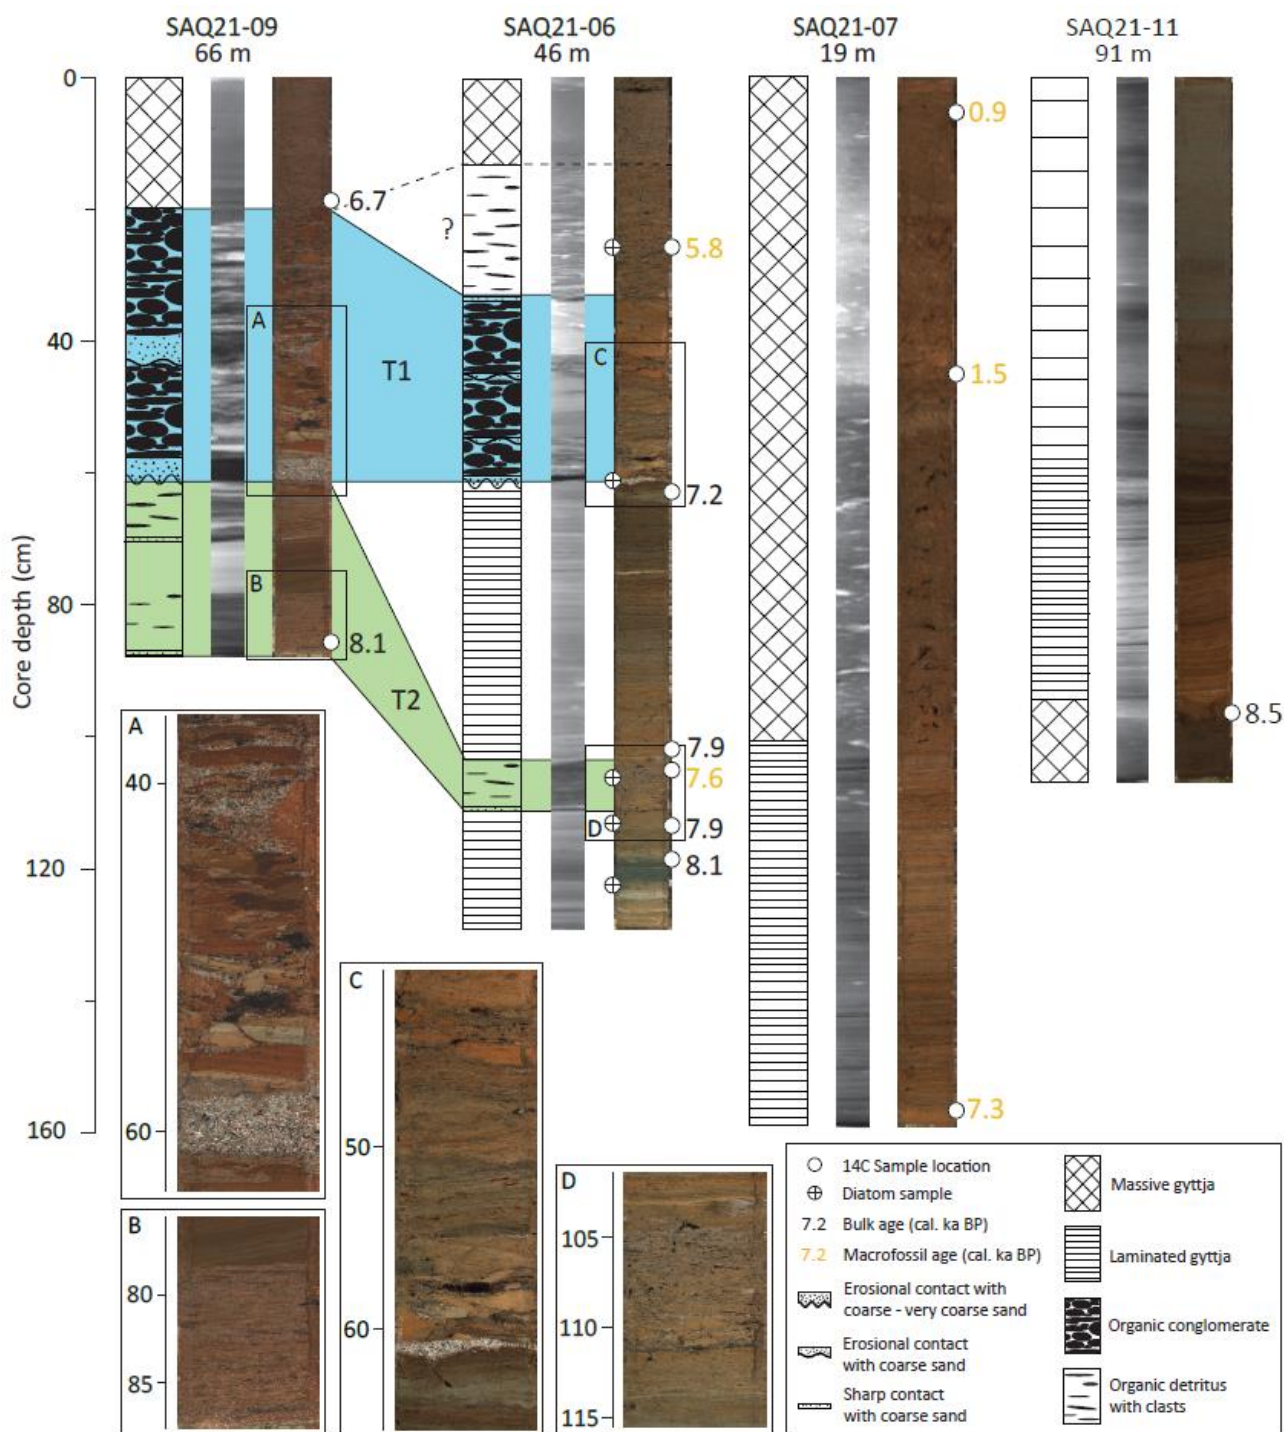 SAQ21-09
66 m
SAQ21-06
46 m
SAQ21-07
19 m
SAQ21-11
91 m
Core depth (cm)
0
40
80
120
160
6.7
8.1
A
B
T1
T2
?
5.8
C
7.2
7.9
7.6
7.9
D
8.1
0.9
1.5
7.3
8.5
A
40
60
B
80
85
C
50
60
D
105
110
115
14C Sample location
Diatom sample
7.2 Bulk age (cal. ka BP)
7.2 Macrofossil age (cal. ka BP)
Erosional contact with
coarse - very coarse sand
Erosional contact
with coarse sand
Sharp contact
with coarse sand
Massive gyttja
Laminated gyttja
Organic conglomerate
Organic detritus
with clasts